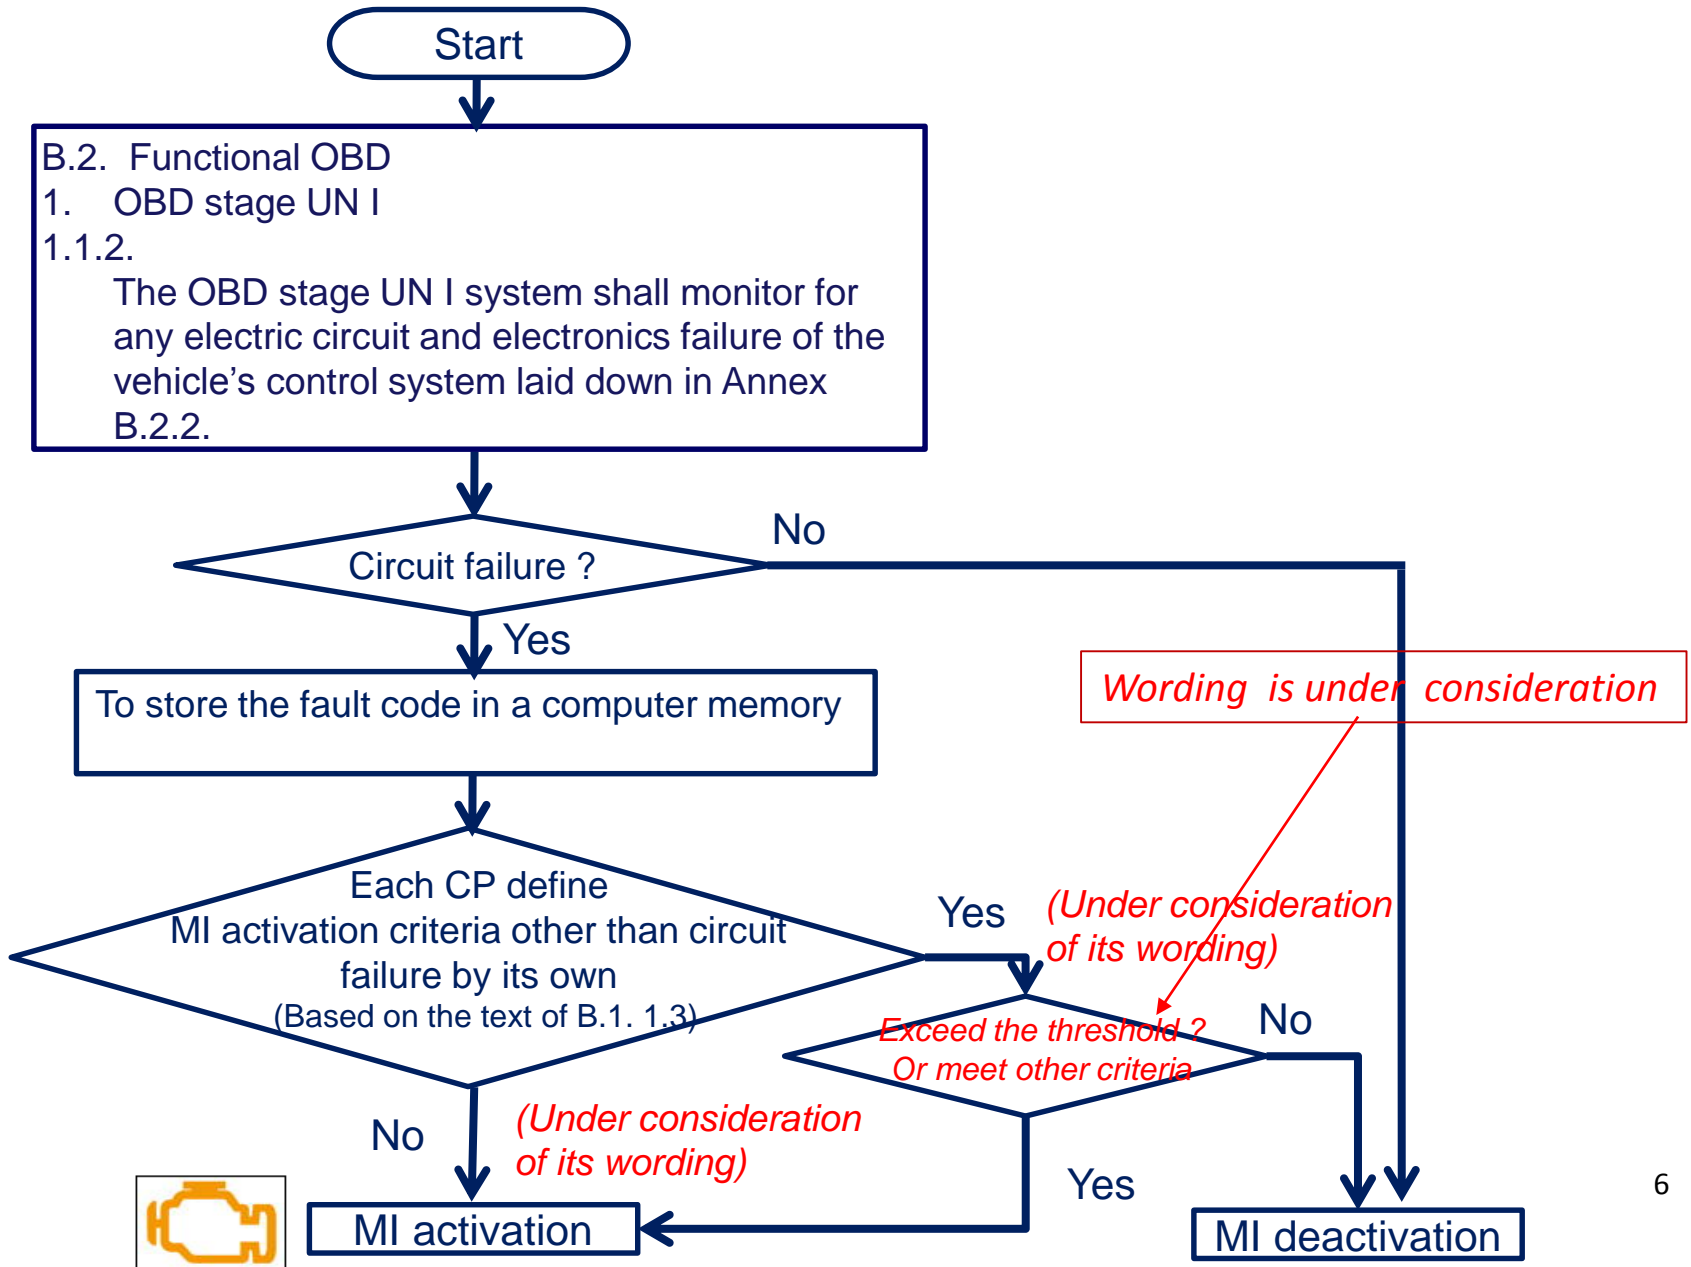 Start
B.2. Functional OBD
1. OBD stage UN I
1.1.2.
The OBD stage UN I system shall monitor for
any electric circuit and electronics failure of the
vehicle's control system laid down in Annex
B.2.2.
No
Circuit failure ?
Yes
To store the fault code in a computer memory
Wording is under consideration
Each CP define
MI activation criteria other than circuit
failure by its own
(Based on the text of B.1. 1.3)
Yes
(Under consideration
of its wording)
Exceed the threshold ?
Or meet other criteria
No
No
(Under consideration
of its wording)
Yes
MI activation
MI deactivation
6